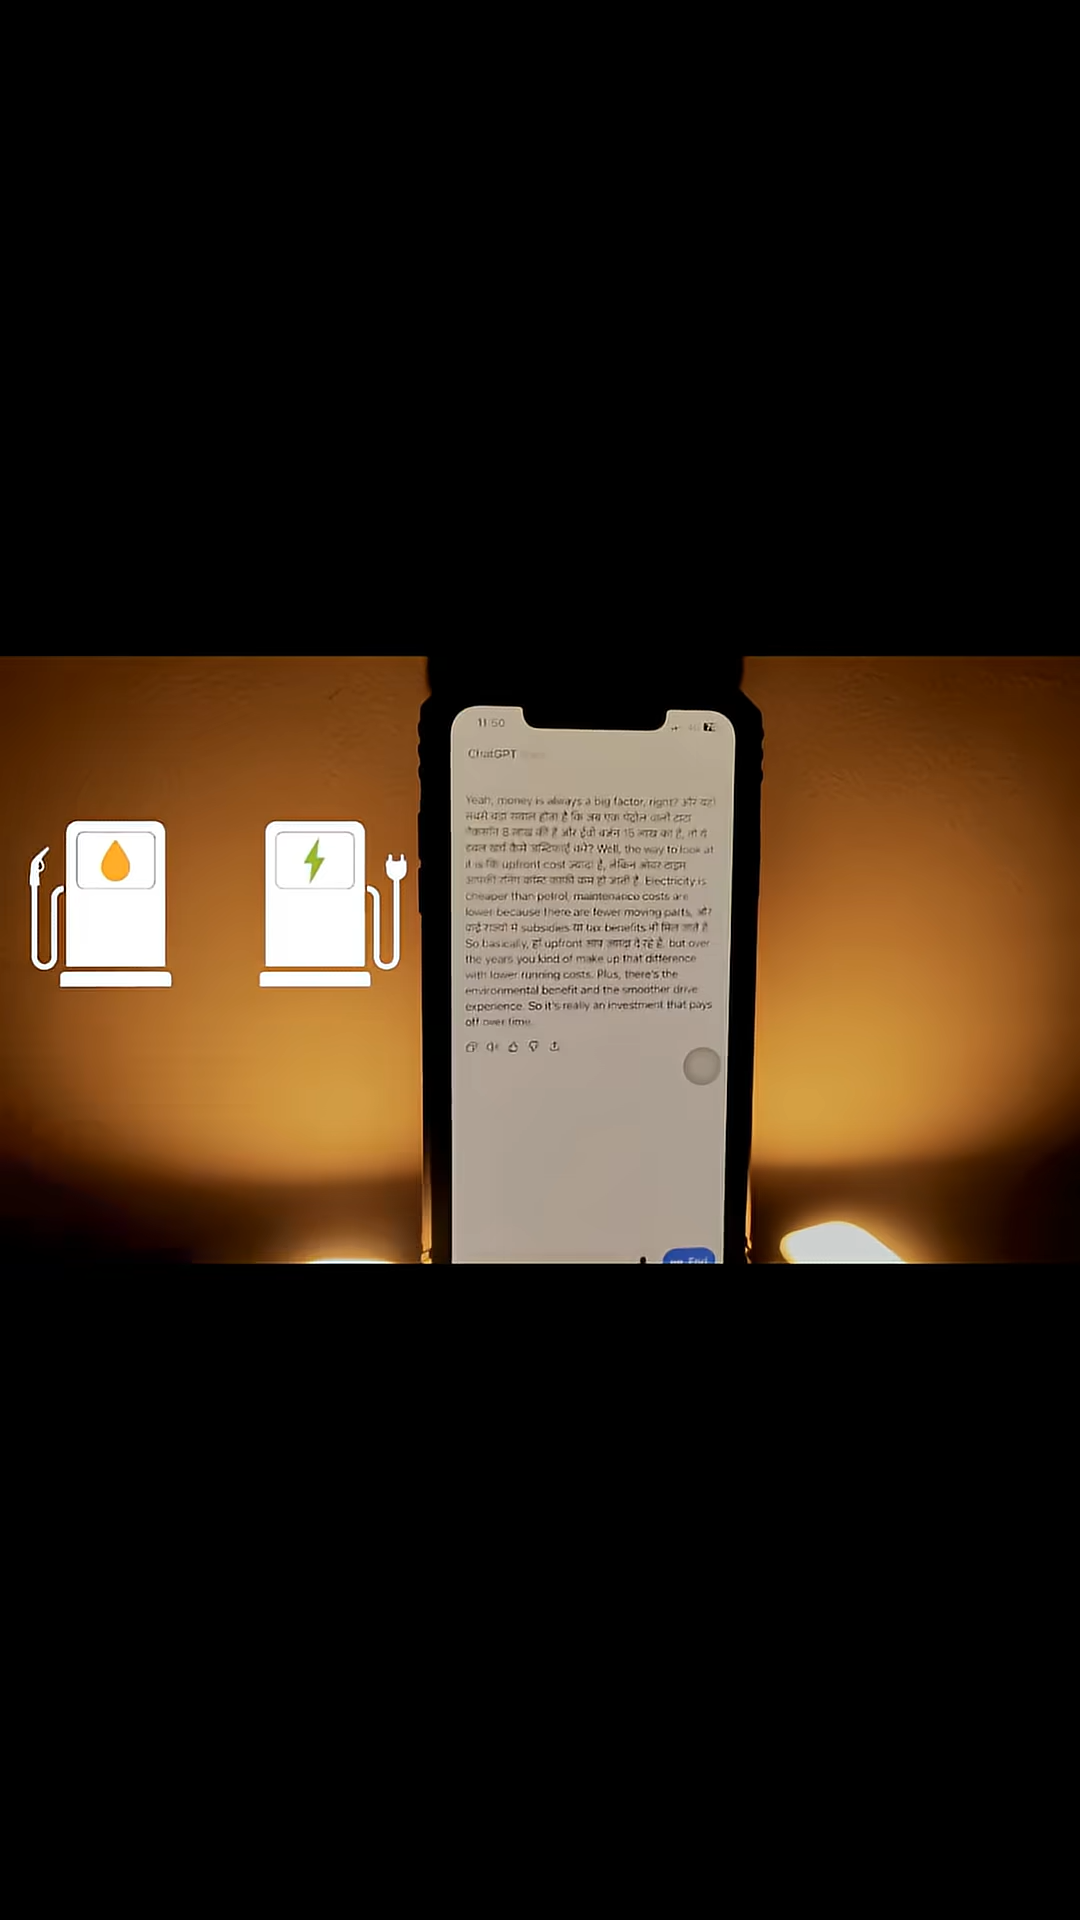 11:50
ChatGPT
Yeah, money is always a big factor, right? और यहां
सबसे बड़ा सवाल होता है कि जब एक पेट्रोल वाली टाटा
नेक्सॉन 8 लाख की है और ईवी वर्जन 15 लाख का है, तो ये
डबल खर्च कैसे जस्टिफाई करें? Well, the way to look at
it is कि upfront cost ज्यादा है, लेकिन ओवर टाइम
आपकी रनिंग कॉस्ट काफी कम हो जाती है. Electricity is
cheaper than petrol, maintenance costs are
lower because there are fewer moving parts, और
कई राज्यों में subsidies या tax benefits भी मिल जाते हैं.
So basically, हां upfront आप ज्यादा दे रहे हैं, but over
the years you kind of make up that difference
with lower running costs. Plus, there's the
environmental benefit and the smoother drive
experience. So it's really an investment that pays
off over time.
End